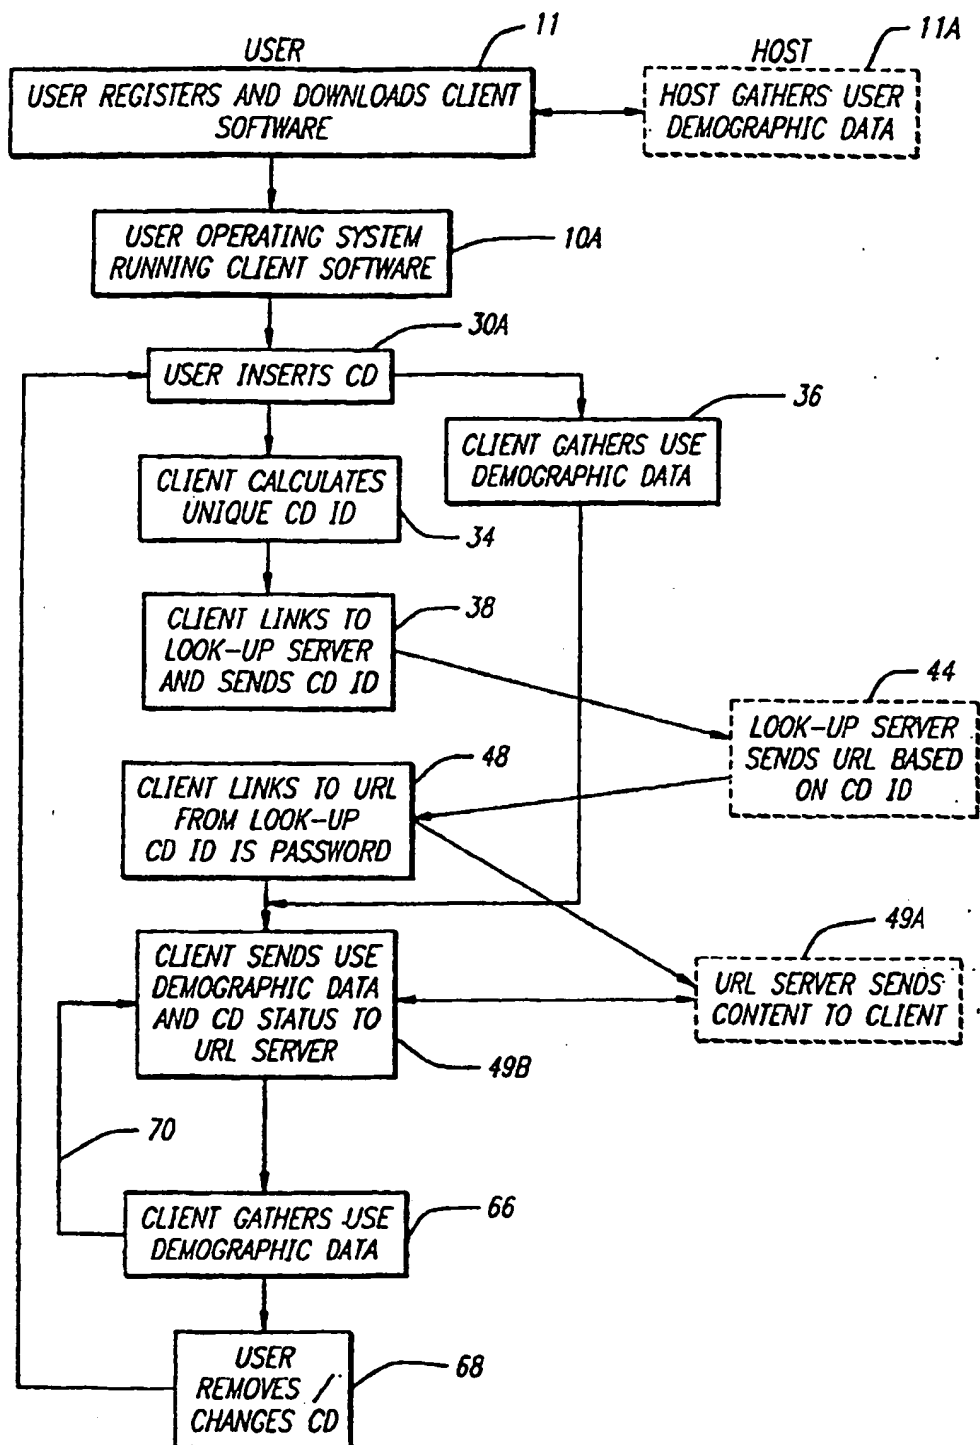 11
11A
USER
HOST
USER REGISTERS AND DOWNLOADS CLIENT
SOFTWARE
HOST GATHERS USER
DEMOGRAPHIC DATA
USER OPERATING SYSTEM
RUNNING CLIENT SOFTWARE
10A
30A
USER INSERTS CD
36
CLIENT GATHERS USE
DEMOGRAPHIC DATA
CLIENT CALCULATES
UNIQUE CD ID
34
CLIENT LINKS TO
LOOK-UP SERVER
AND SENDS CD ID
38
44
LOOK-UP SERVER
SENDS URL BASED
ON CD ID
48
CLIENT LINKS TO URL
FROM LOOK-UP
CD ID IS PASSWORD
CLIENT SENDS USE
DEMOGRAPHIC DATA
AND CD STATUS TO
URL SERVER
49B
49A
URL SERVER SENDS
CONTENT TO CLIENT
70
CLIENT GATHERS USE
DEMOGRAPHIC DATA
66
USER
REMOVES /
CHANGES CD
68